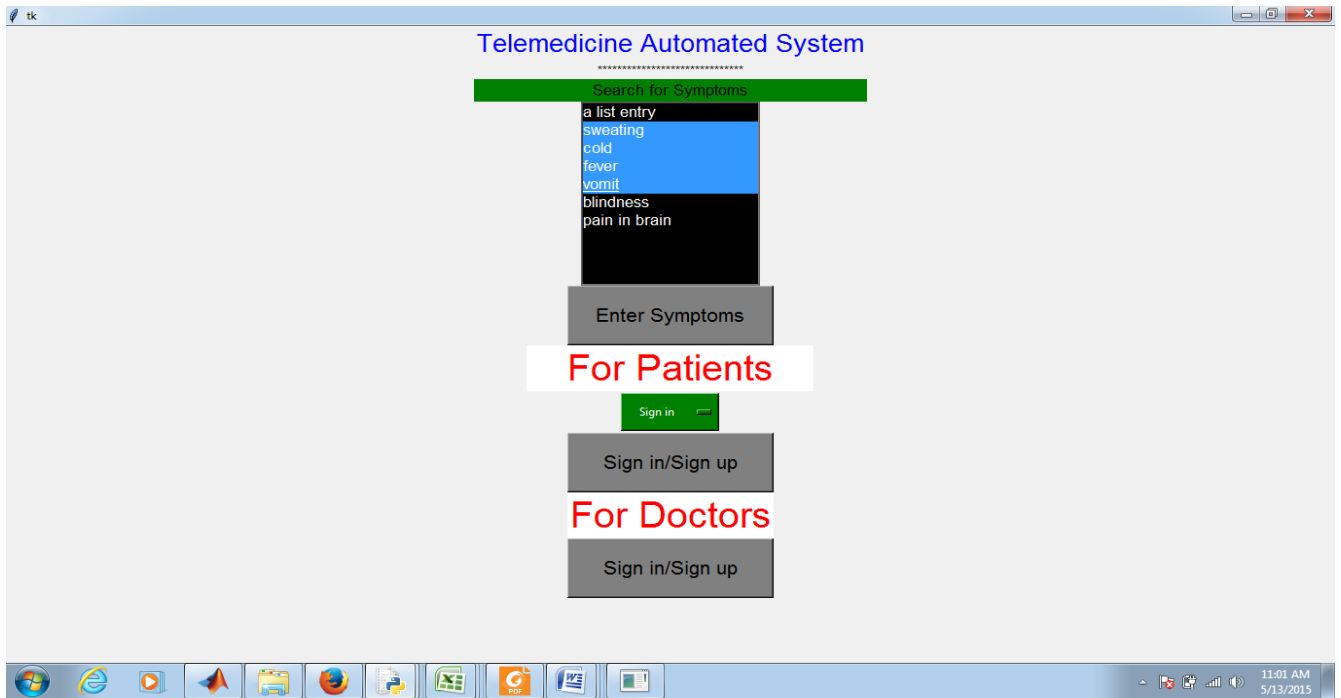 tk
Telemedicine Automated System
******************************
Search for Symptoms
a list entry
sweating
cold
fever
vomit
blindness
pain in brain
Enter Symptoms
For Patients
Sign in
Sign in/Sign up
For Doctors
Sign in/Sign up
11:01 AM
5/13/2015